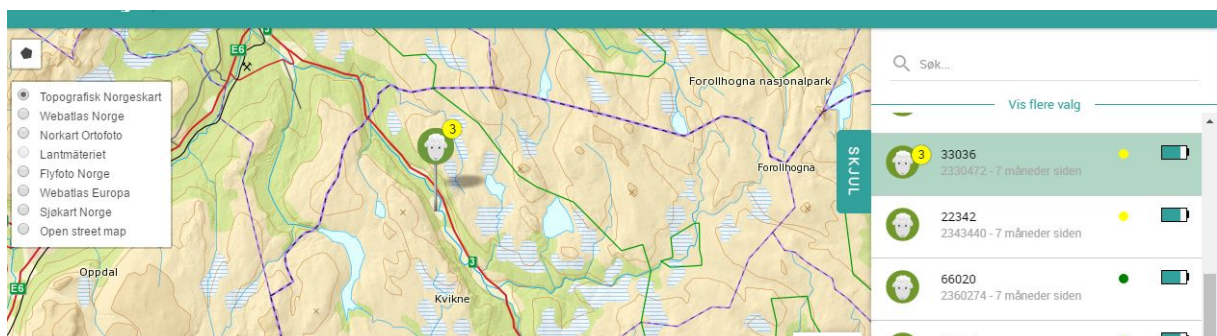 E6
Topografisk Norgeskart
Webatlas Norge
Norkart Ortofoto
Lantmäteriet
Flyfoto Norge
Webatlas Europa
Sjøkart Norge
Open street map
3
Forollhogna nasjonalpark
Forollhogna
Oppdal
E6
3
Kvikne
SKJUL
Søk...
Vis flere valg
3
33036
2330472 - 7 måneder siden
22342
2343440 - 7 måneder siden
66020
2360274 - 7 måneder siden